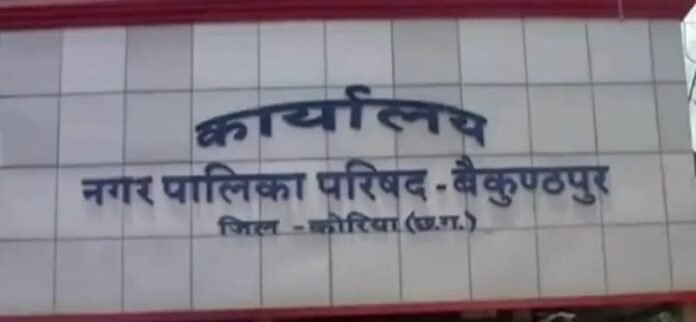 कार्यालय
नगर पालिका परिषद - बैकुण्ठपुर
जिला - कोरिया (छ.ग.)